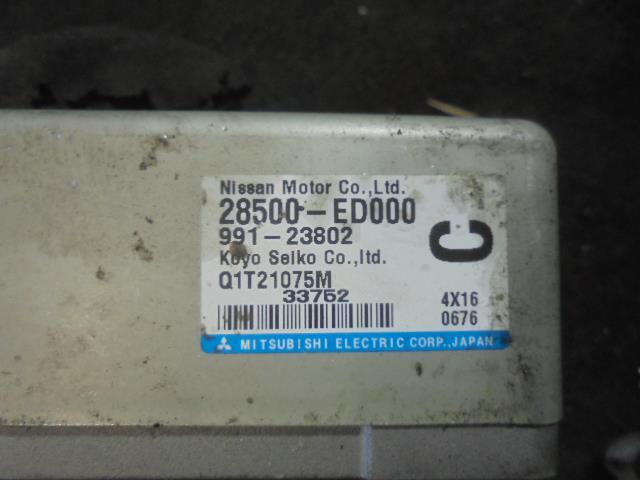 Nissan Motor Co.,Ltd.
28500-ED000
991-23802
C
Koyo Seiko Co.,ltd.
Q1T21075M
33752
4X16
0676
MITSUBISHI ELECTRIC CORP.,JAPAN